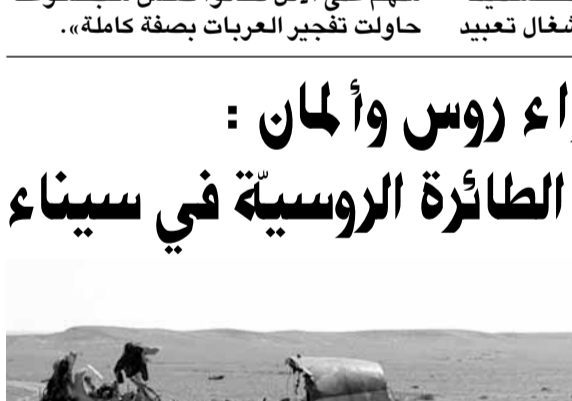 شغال تعبيد
حاولت تفجير العربات بصفة كاملة».
اء روس وألمان :
الطائرة الروسيّة في سيناء